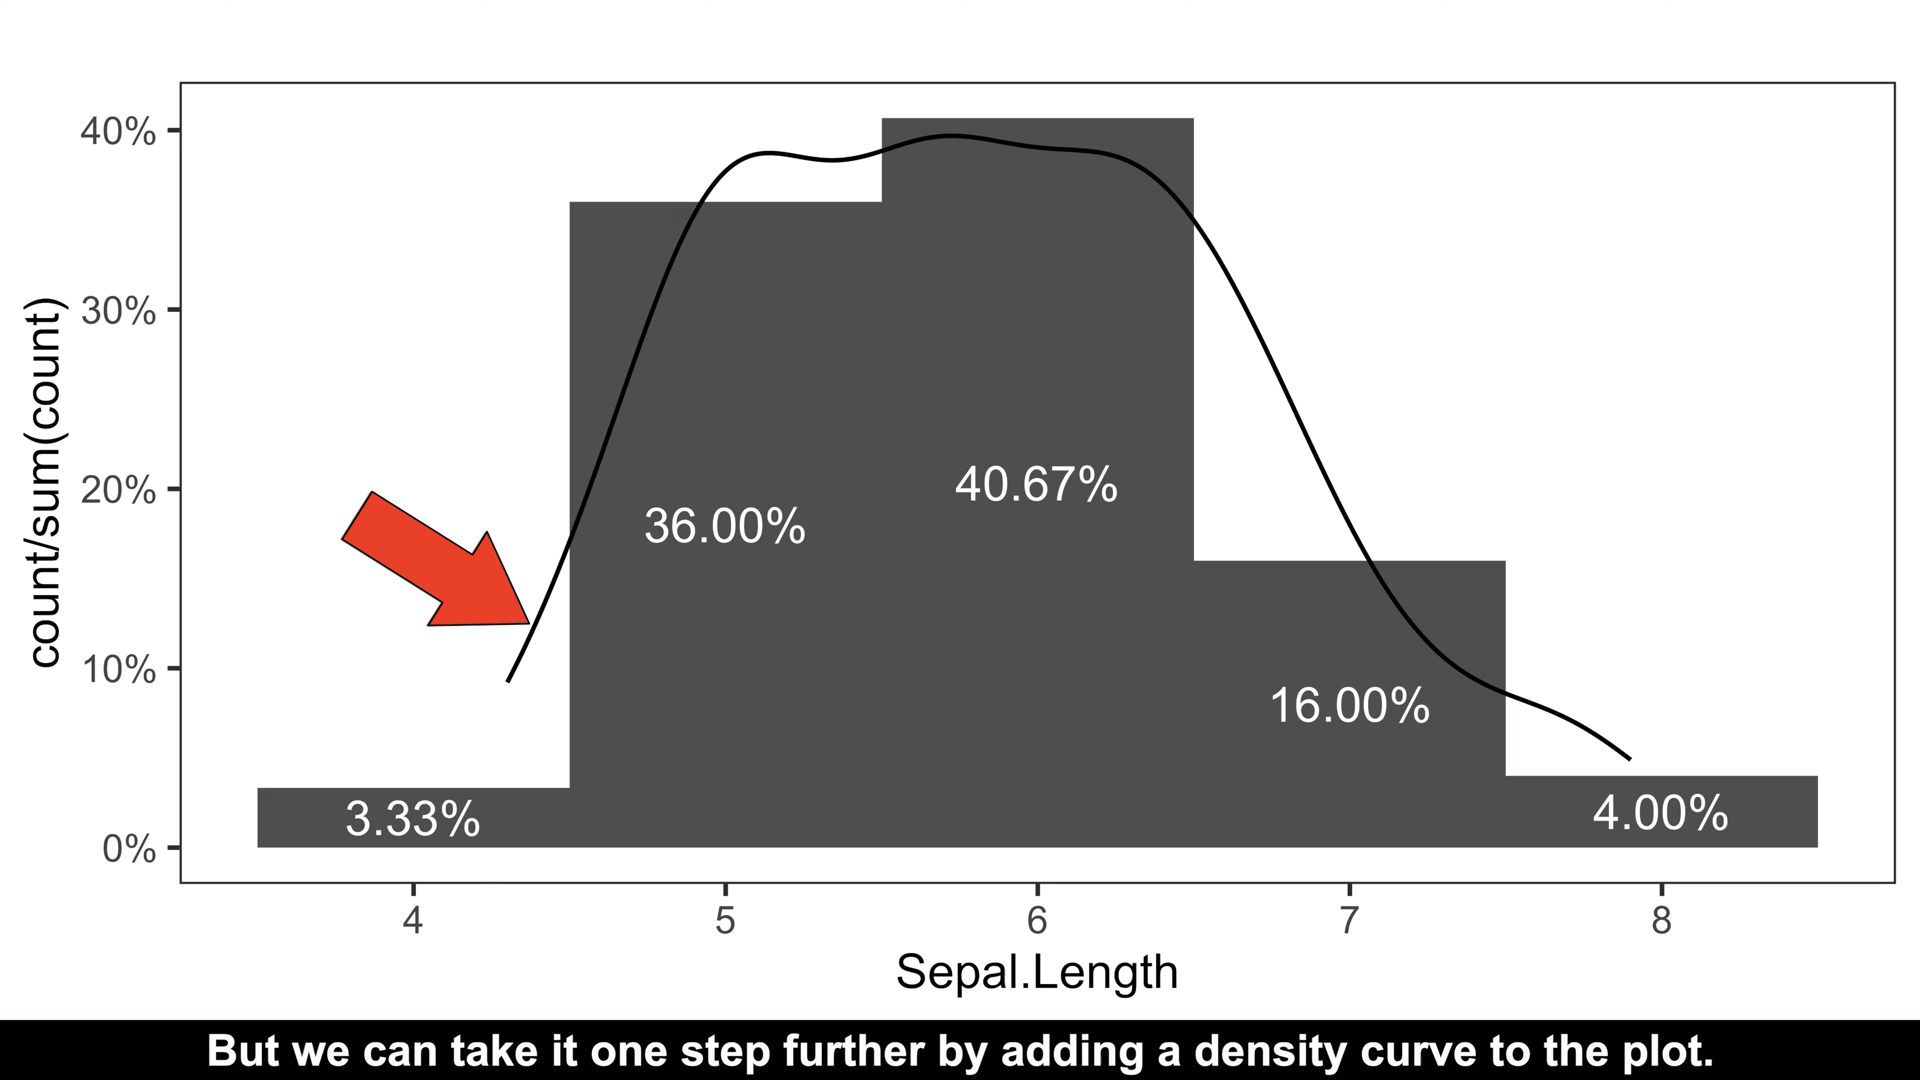 count/sum(count)
40%
30%
20%
10%
0%
3.33%
36.00%
40.67%
16.00%
4.00%
4 5 6 7 8
Sepal.Length
But we can take it one step further by adding a density curve to the plot.